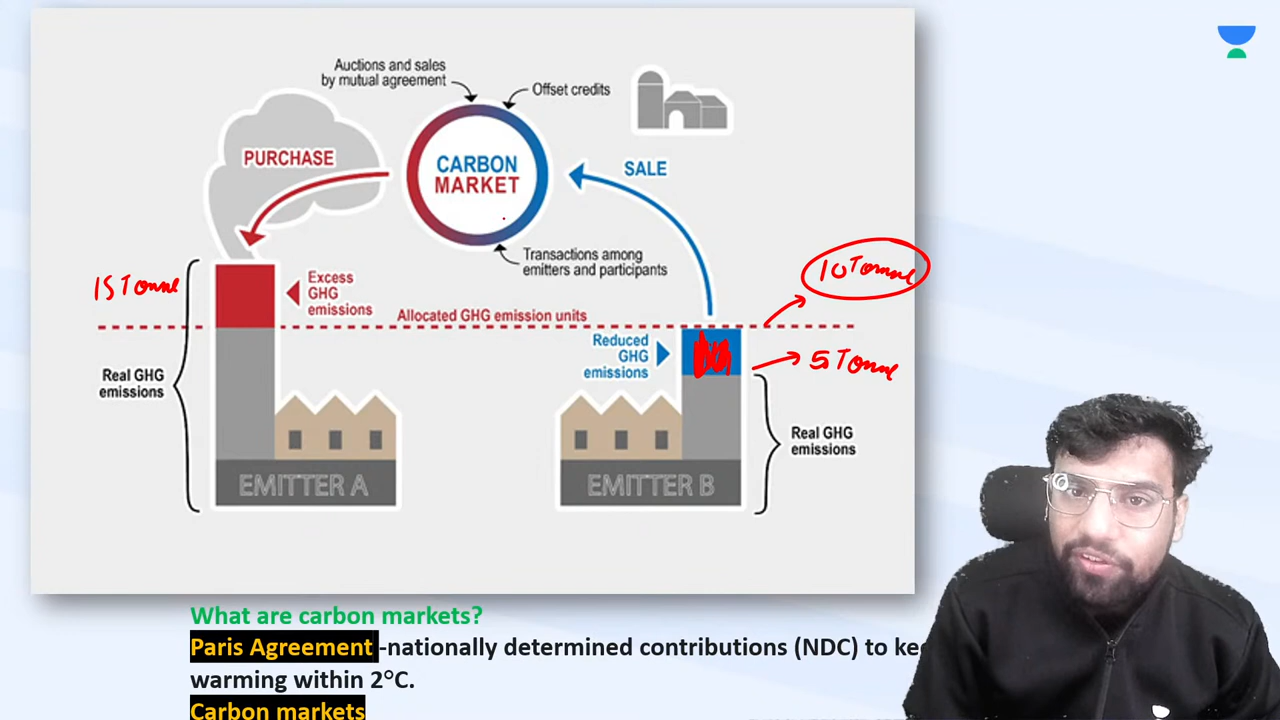 Auctions and sales
by mutual agreement
Offset credits
PURCHASE
CARBON
MARKET
SALE
Transactions among
emitters and participants
10 Tonne
15 Tonne
Excess
GHG
emissions
Allocated GHG emission units
Reduced
GHG
emissions
5 Tonne
Real GHG
emissions
Real GHG
emissions
EMITTER A
EMITTER B
What are carbon markets?
Paris Agreement -nationally determined contributions (NDC) to
warming within 2°C.
Carbon markets